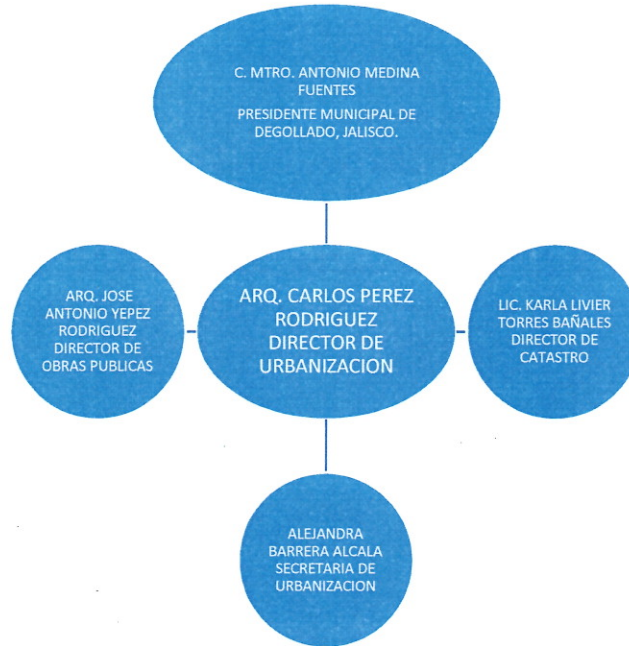 C. MTRO. ANTONIO MEDINA
FUENTES
PRESIDENTE MUNICIPAL DE
DEGOLLADO, JALISCO.
ARQ. JOSE
ANTONIO YEPEZ
RODRIGUEZ
DIRECTOR DE
OBRAS PUBLICAS
ARQ. CARLOS PEREZ
RODRIGUEZ
DIRECTOR DE
URBANIZACION
LIC. KARLA LIVIER
TORRES BAÑALES
DIRECTOR DE
CATASTRO
ALEJANDRA
BARRERA ALCALA
SECRETARIA DE
URBANIZACION